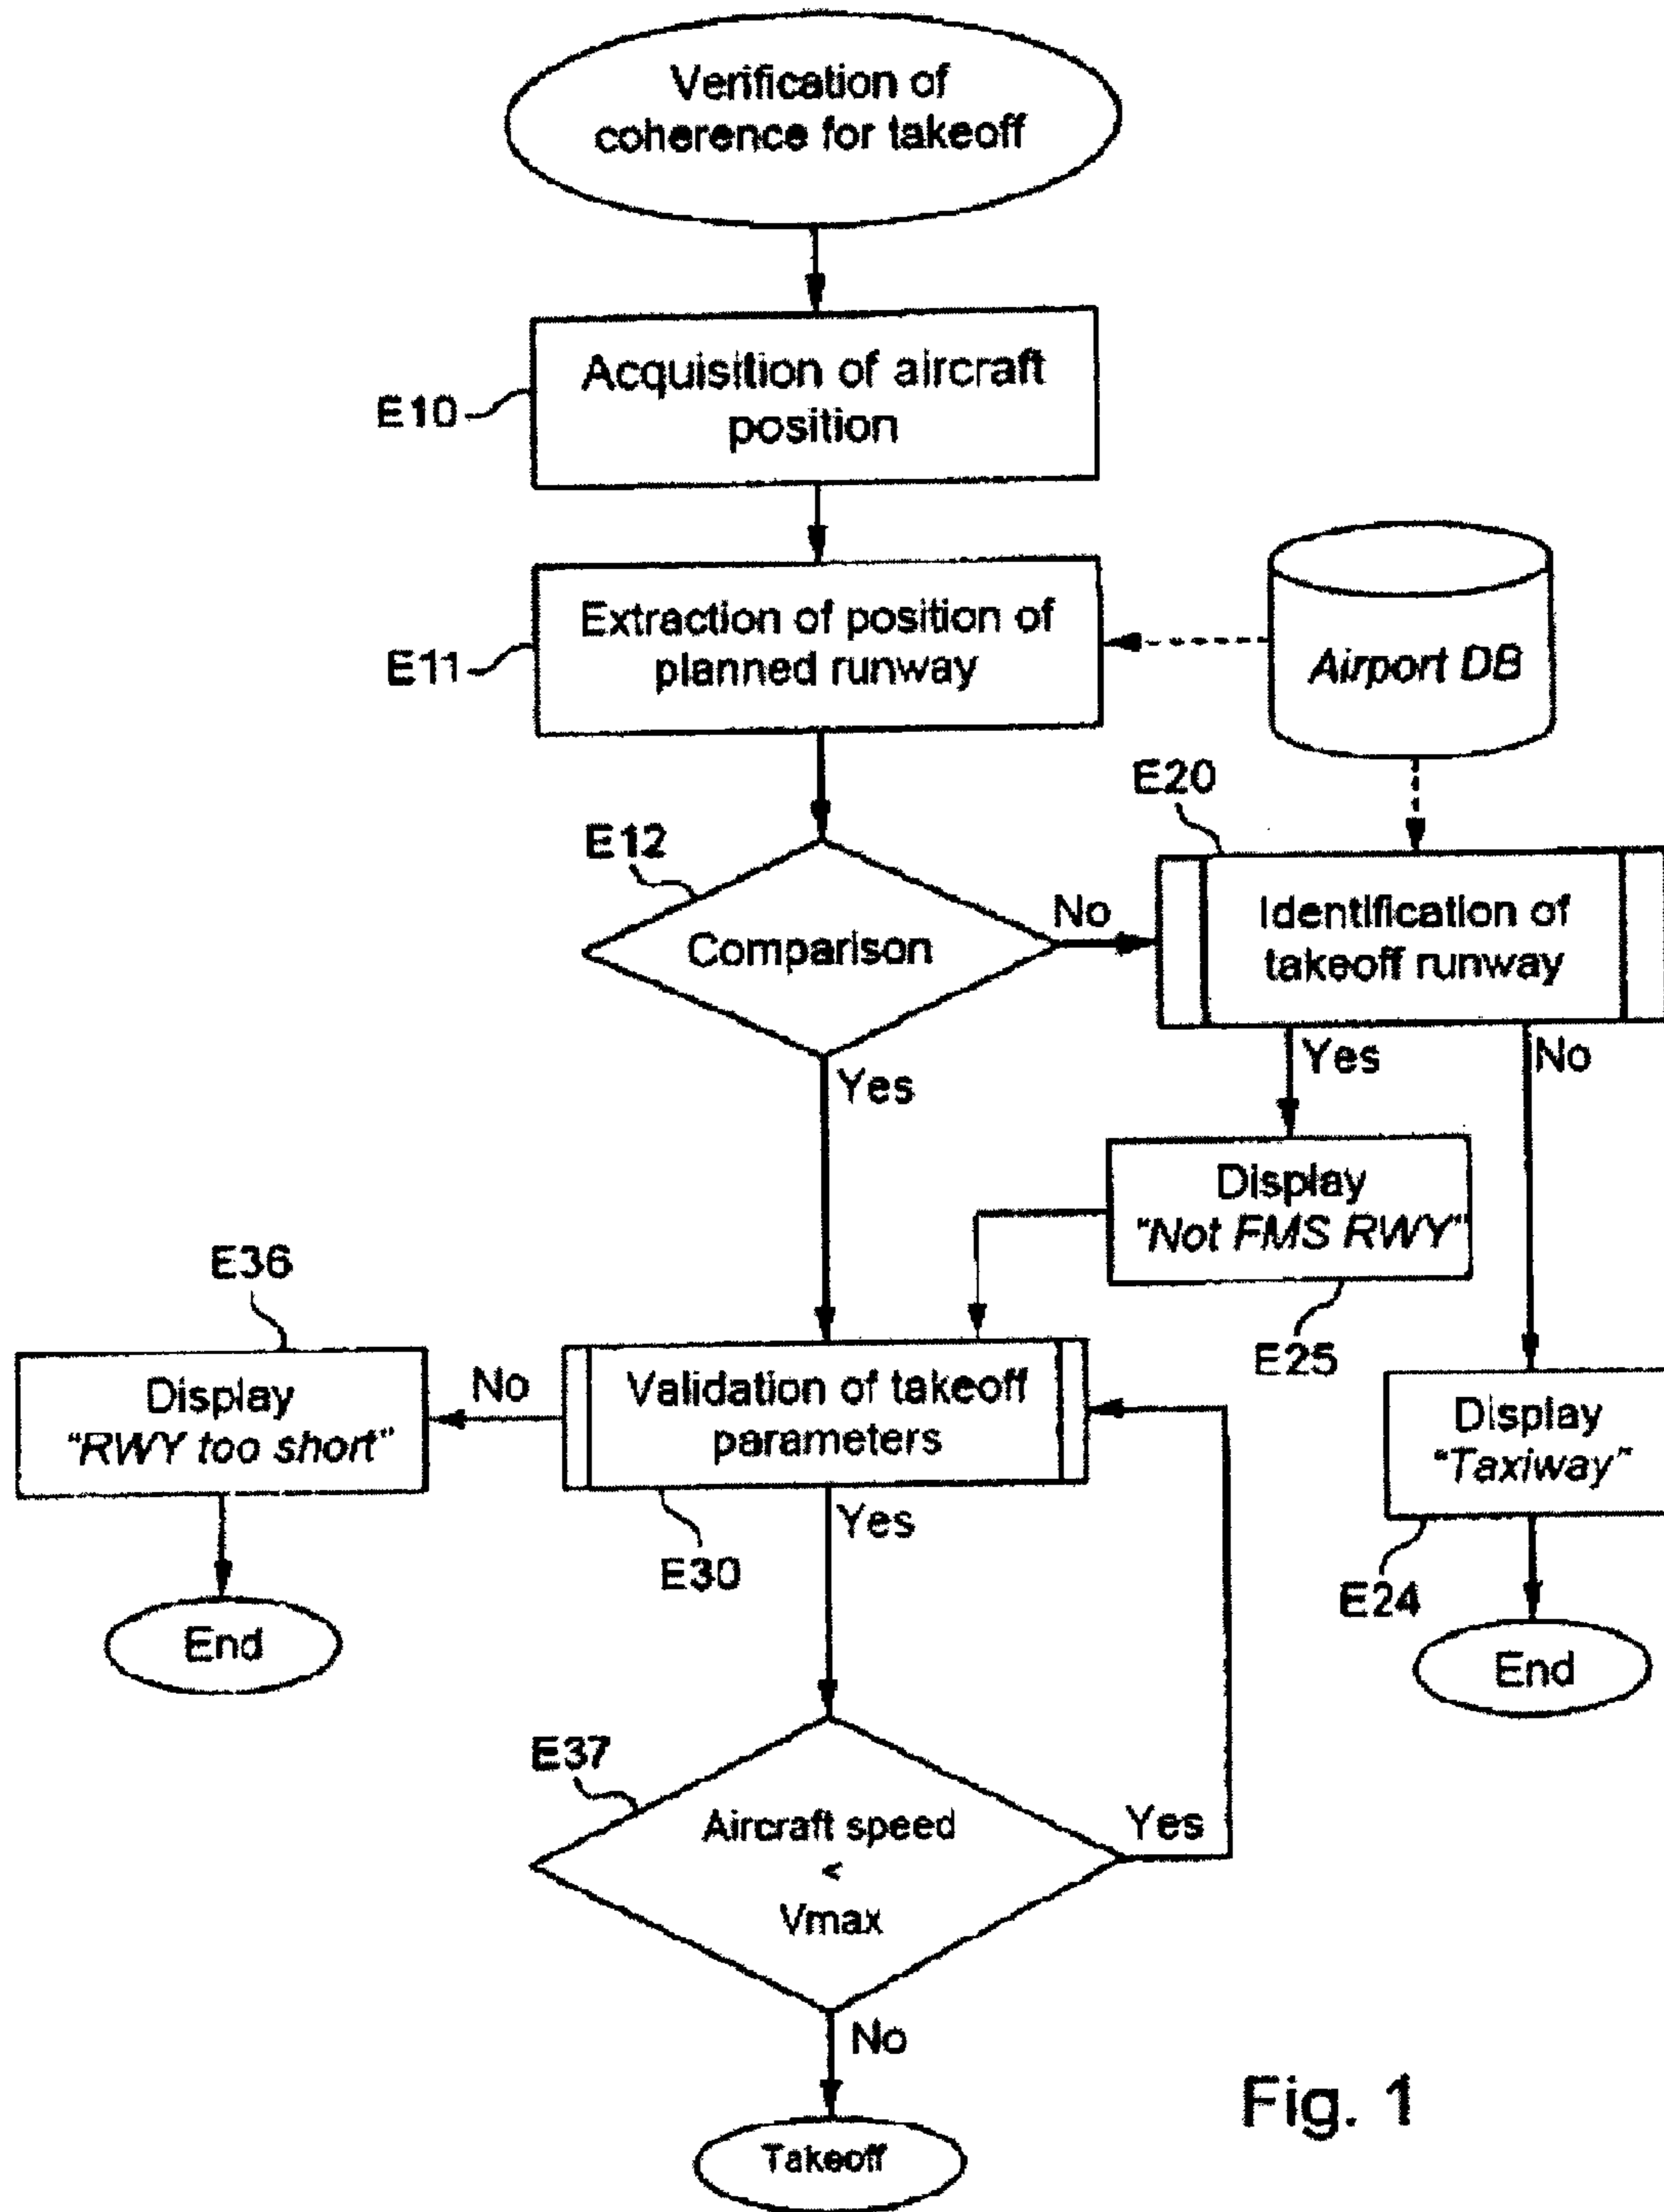 Verification of
coherence for takeoff
E10
Acquisition of aircraft
position
E11
Extraction of position of
planned runway
Airport DB
E12
Comparison
No
E20
Identification of
takeoff runway
Yes
Yes
No
Display
"Not FMS RWY"
E25
E36
Display
"RWY too short"
No
Validation of takeoff
parameters
E30
Yes
Display
"Taxiway"
E24
End
End
E37
Aircraft speed
<
Vmax
Yes
No
Takeoff
Fig. 1